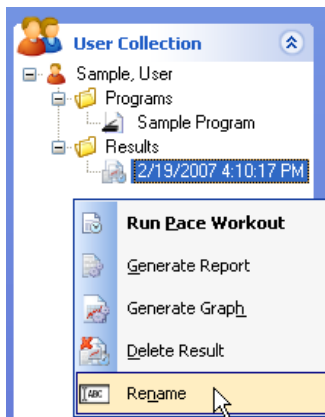 User Collection
Sample, User
Programs
Sample Program
Results
2/19/2007 4:10:17 PM
Run Pace Workout
Generate Report
Generate Graph
Delete Result
ABC Rename